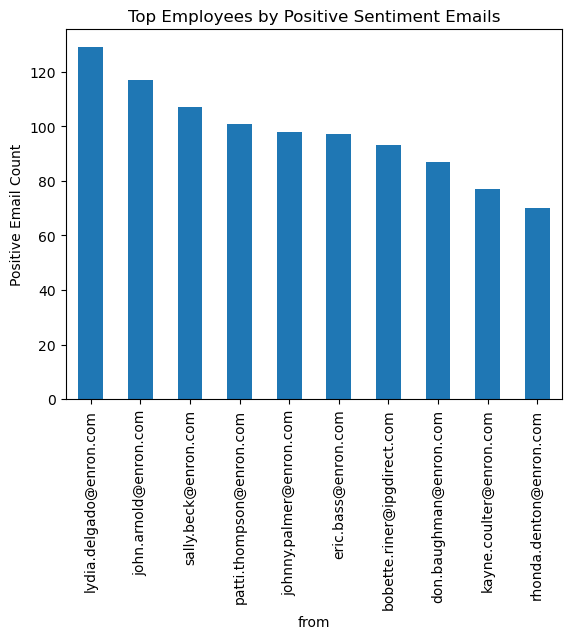 Top Employees by Positive Sentiment Emails
Positive Email Count
120
100
80
60
40
20
0
lydia.delgado@enron.com
john.arnold@enron.com
sally.beck@enron.com
patti.thompson@enron.com
johnny.palmer@enron.com
eric.bass@enron.com
bobette.riner@ipgdirect.com
don.baughman@enron.com
kayne.coulter@enron.com
rhonda.denton@enron.com
from